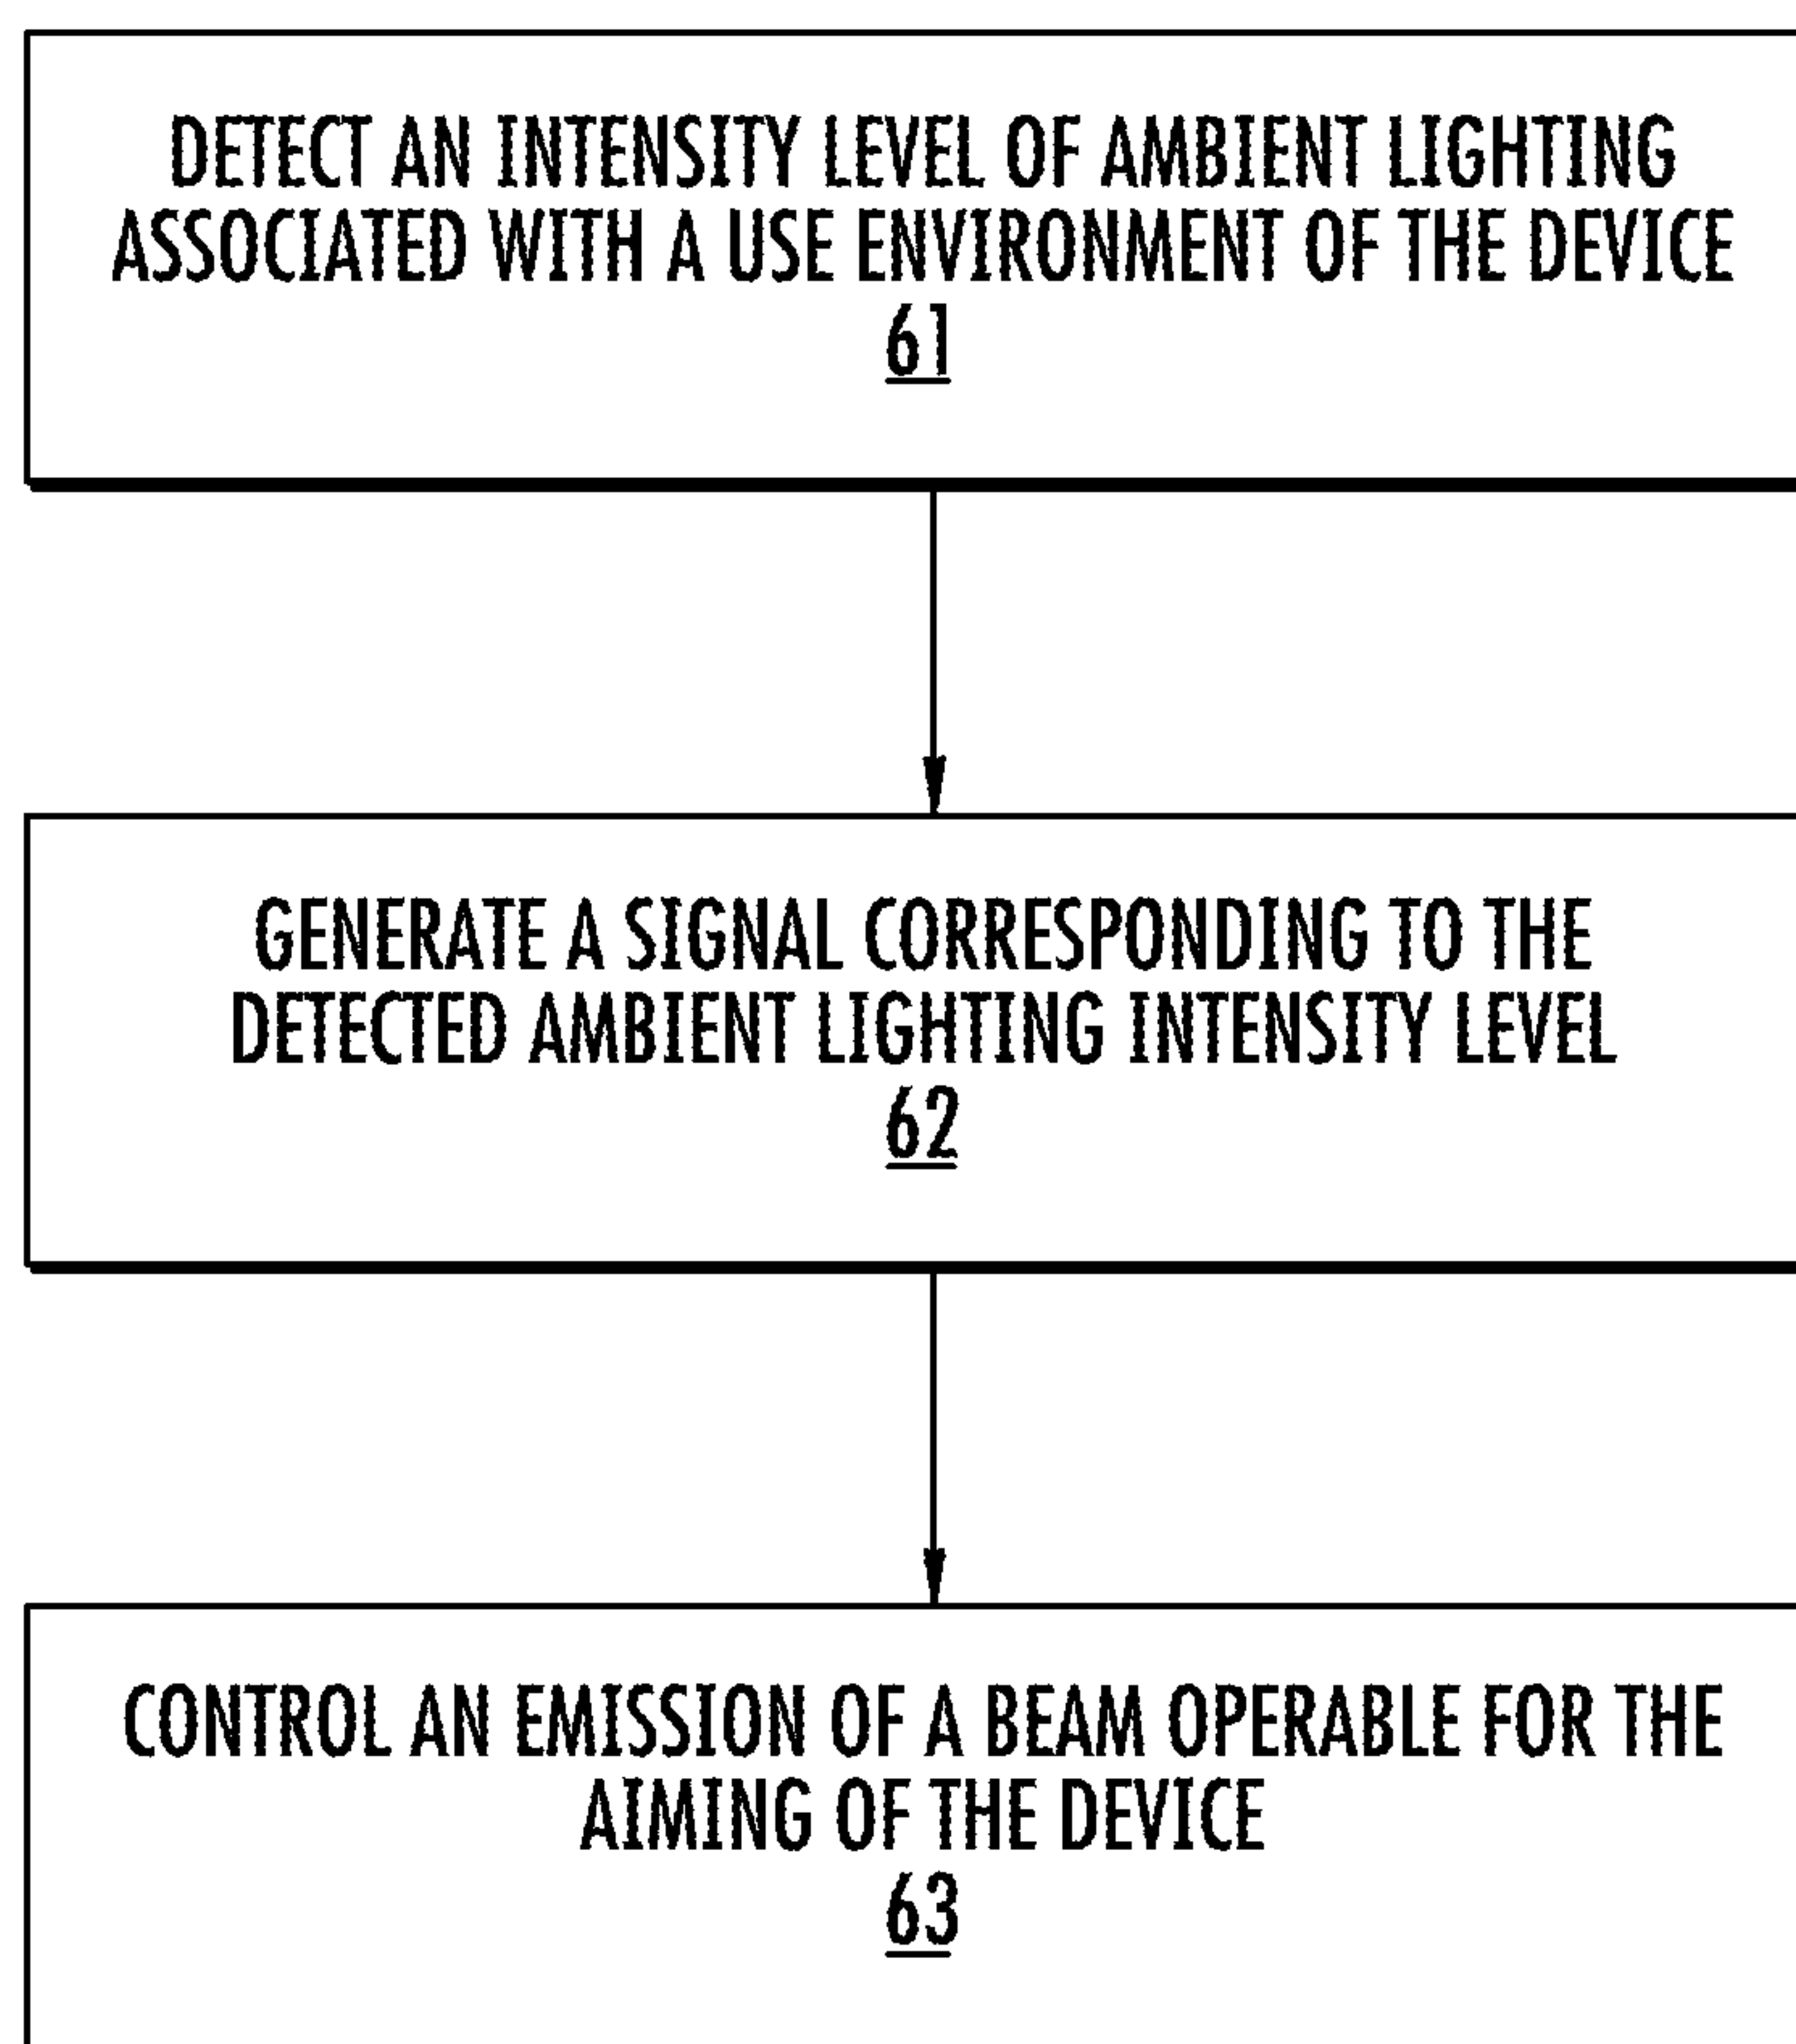 DETECT AN INTENSITY LEVEL OF AMBIENT LIGHTING
ASSOCIATED WITH A USE ENVIRONMENT OF THE DEVICE
61
GENERATE A SIGNAL CORRESPONDING TO THE
DETECTED AMBIENT LIGHTING INTENSITY LEVEL
62
CONTROL AN EMISSION OF A BEAM OPERABLE FOR THE
AIMING OF THE DEVICE
63